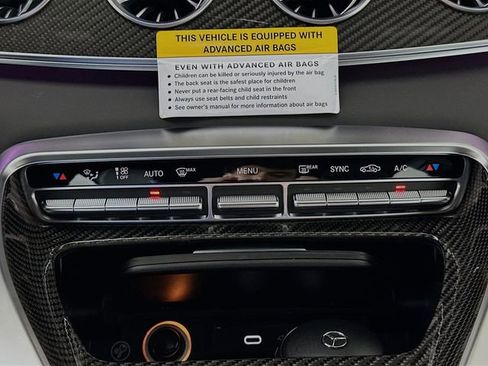 THIS VEHICLE IS EQUIPPED WITH
ADVANCED AIR BAGS
EVEN WITH ADVANCED AIR BAGS
• Children can be killed or seriously injured by the air bag
• The back seat is the safest place for children
• Never put a rear-facing child seat in the front
• Always use seat belts and child restraints
• See owner's manual for more information about air bags
OFF AUTO MAX MENU REAR SYNC A/C